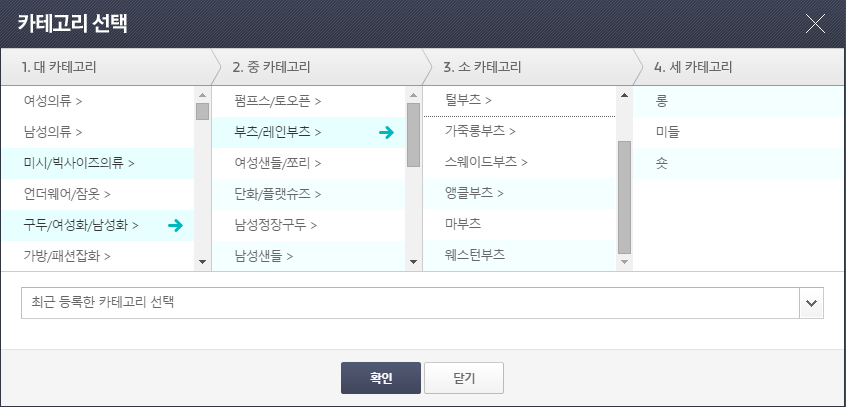 카테고리 선택
1. 대 카테고리
2. 중 카테고리
3. 소 카테고리
4. 세 카테고리
여성의류 >
남성의류 >
미시/빅사이즈의류 >
언더웨어/잠옷 >
구두/여성화/남성화 >
가방/패션잡화 >
펌프스/토오픈 >
부츠/레인부츠 >
여성샌들/쪼리 >
단화/플랫슈즈 >
남성정장구두 >
남성샌들 >
털부츠 >
가죽롱부츠 >
스웨이드부츠 >
앵클부츠 >
마부츠
웨스턴부츠
롱
미들
숏
최근 등록한 카테고리 선택
확인
닫기